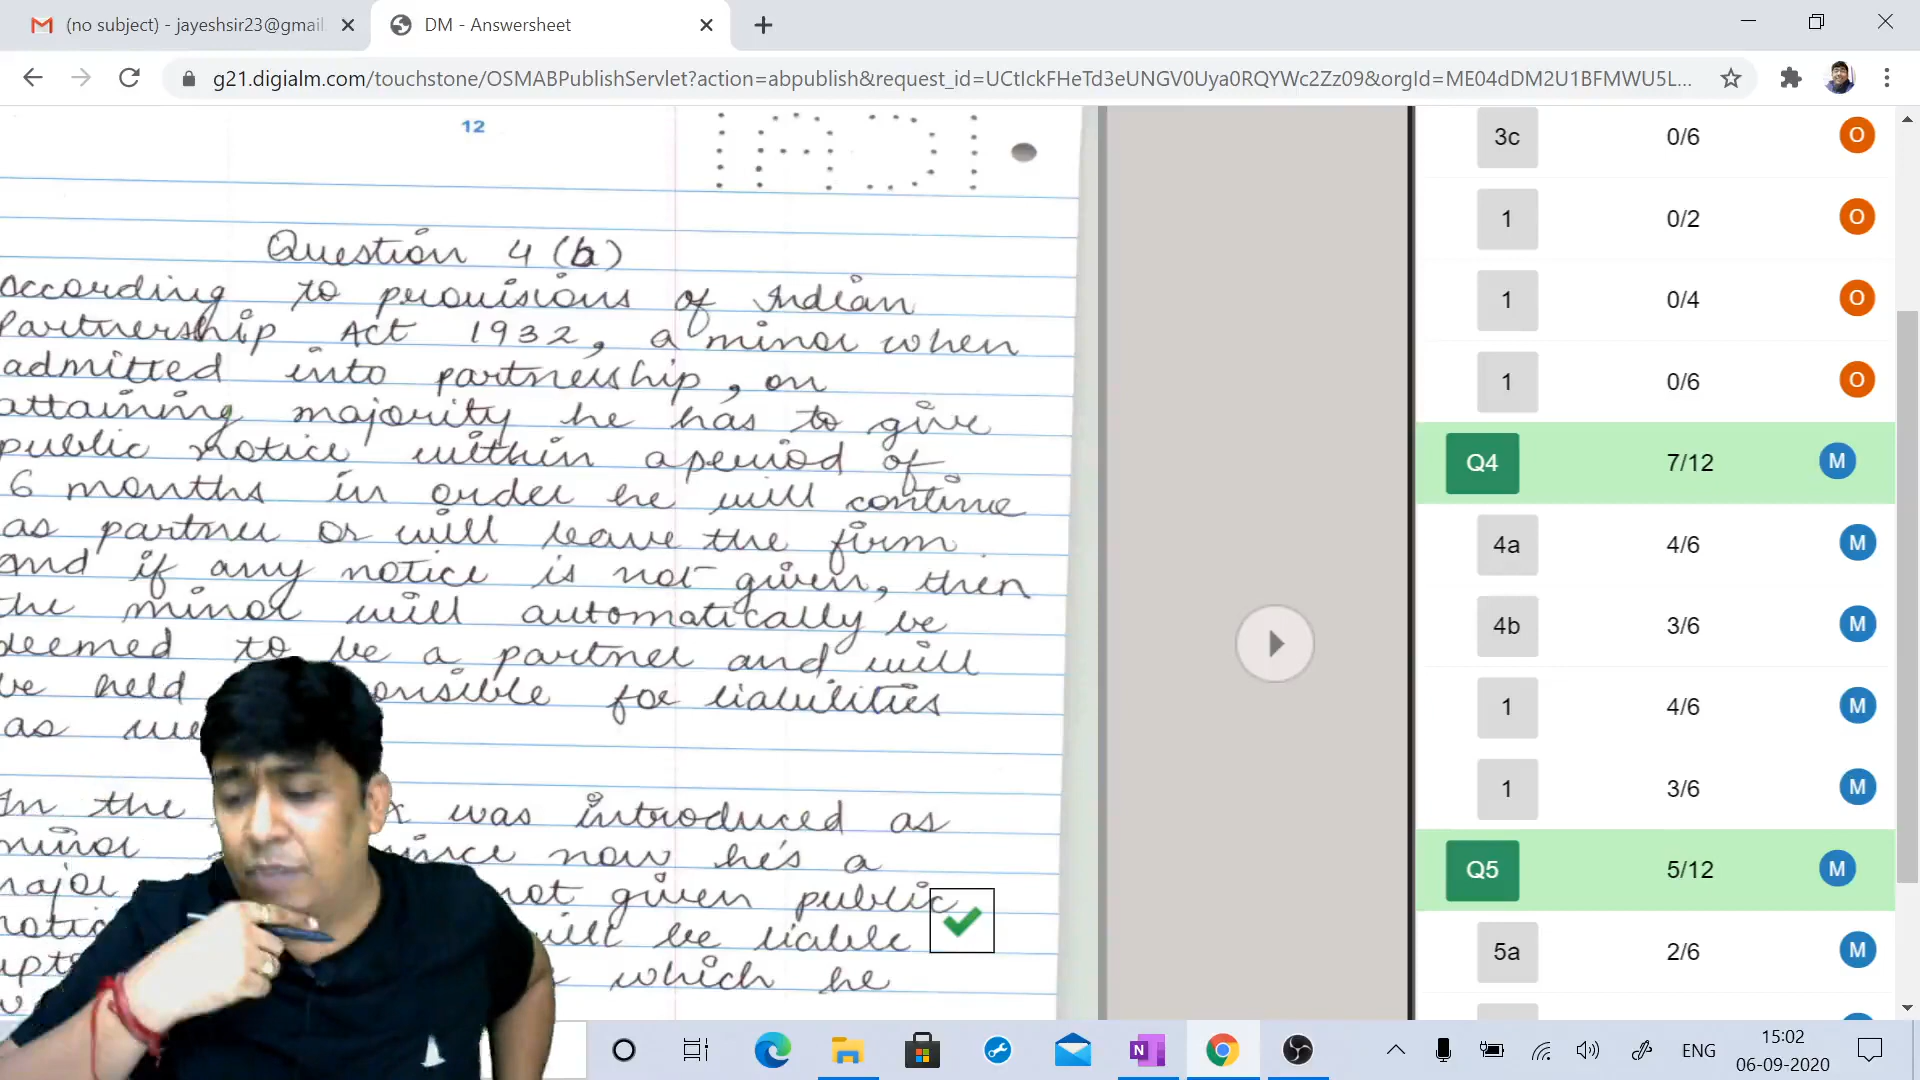 (no subject) - jayeshsir23@gmail.
DM - Answersheet
g21.digialm.com/touchstone/OSMABPublishServlet?action=abpublish&request_id=UCtIckFHeTd3eUNGV0Uya0RQYWc2Zz09&orgId=ME04dDM2U1BFMWU5L...
12
Question 4 (b)
According to provisions of Indian
Partnership Act 1932, a minor when
admitted into partnership, on
attaining majority he has to give
public notice within a period of
6 months in order he will continue
as partner or will leave the firm.
and if any notice is not given, then
the minor will automatically be
deemed to be a partner and will
be held for liabilities
as
In the was introduced as
minor since now he's a
major not given public
will be liable
which he
3c 0/6 O
1 0/2 O
1 0/4 O
1 0/6 O
Q4 7/12 M
4a 4/6 M
4b 3/6 M
1 4/6 M
1 3/6 M
Q5 5/12 M
5a 2/6 M
ENG
15:02
06-09-2020